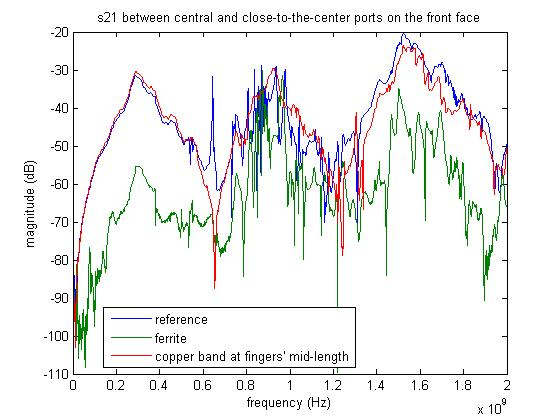 s21 between central and close-to-the-center ports on the front face
-20
-30
-40
-50
-60
-70
-80
-90
-100
-110
magnitude (dB)
reference
ferrite
copper band at fingers' mid-length
0 0.2 0.4 0.6 0.8 1 1.2 1.4 1.6 1.8 2
frequency (Hz)
x 10^9